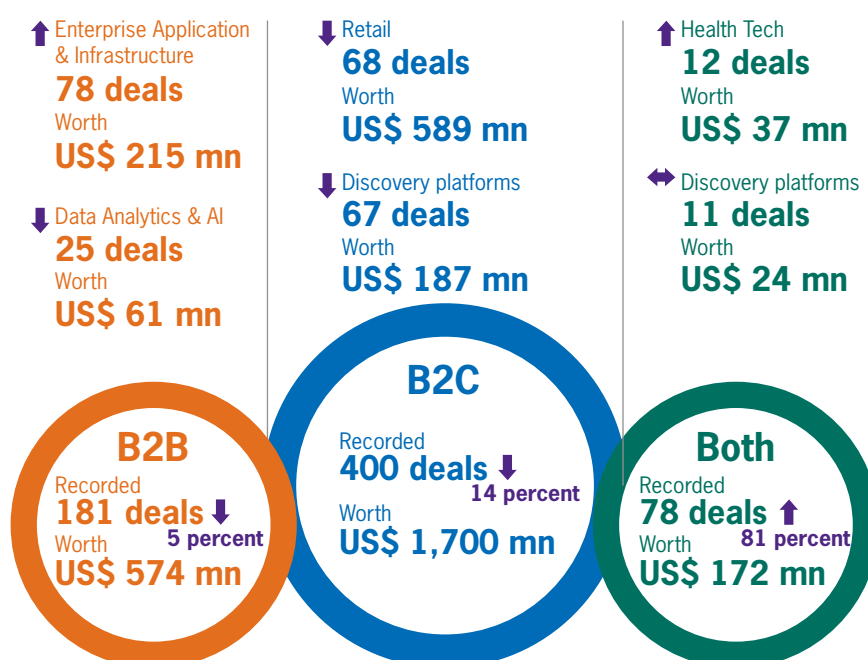 Enterprise Application
& Infrastructure
78 deals
Worth
US$ 215 mn
Data Analytics & AI
25 deals
Worth
US$ 61 mn
Retail
68 deals
Worth
US$ 589 mn
Discovery platforms
67 deals
Worth
US$ 187 mn
Health Tech
12 deals
Worth
US$ 37 mn
Discovery platforms
11 deals
Worth
US$ 24 mn
B2B
Recorded
181 deals
5 percent
Worth
US$ 574 mn
B2C
Recorded
400 deals
14 percent
Worth
US$ 1,700 mn
Both
Recorded
78 deals
81 percent
Worth
US$ 172 mn